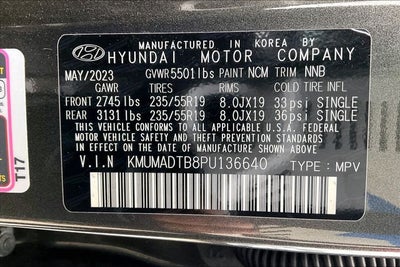 MANUFACTURED IN KOREA BY
HYUNDAI MOTOR COMPANY
MAY/2023 GVWR 5501 lbs PAINT NCM TRIM NNB
GAWR TIRES RIMS COLD TIRE INFL
FRONT 2745 lbs 235/55R19 8.0JX19 33psi SINGLE
REAR 3131 lbs 235/55R19 8.0JX19 36psi SINGLE
THIS VEHICLE CONFORMS TO ALL APPLICABLE
FEDERAL MOTOR VEHICLE SAFETY STANDARDS
IN EFFECT ON THE DATE OF MANUFACTURE
SHOWN ABOVE
V.I.N KMUMADTB8PU136640 TYPE : MPV
T17